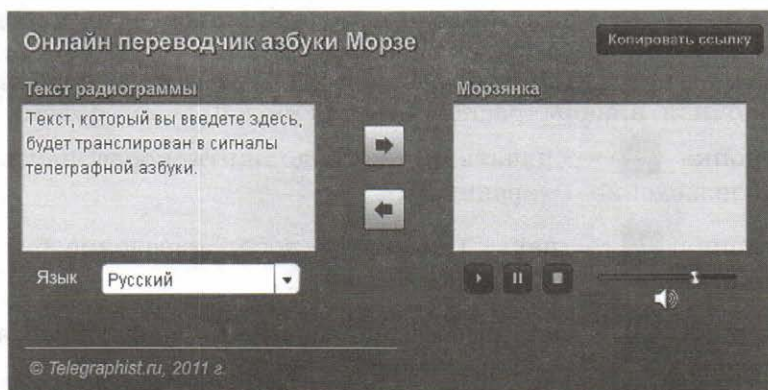 Онлайн переводчик азбуки Морзе
Копировать ссылку
Текст радиограммы
Текст, который вы введете здесь,
будет транслирован в сигналы
телеграфной азбуки.
Морзянка
Язык
Русский
© Telegraphist.ru, 2011 г.